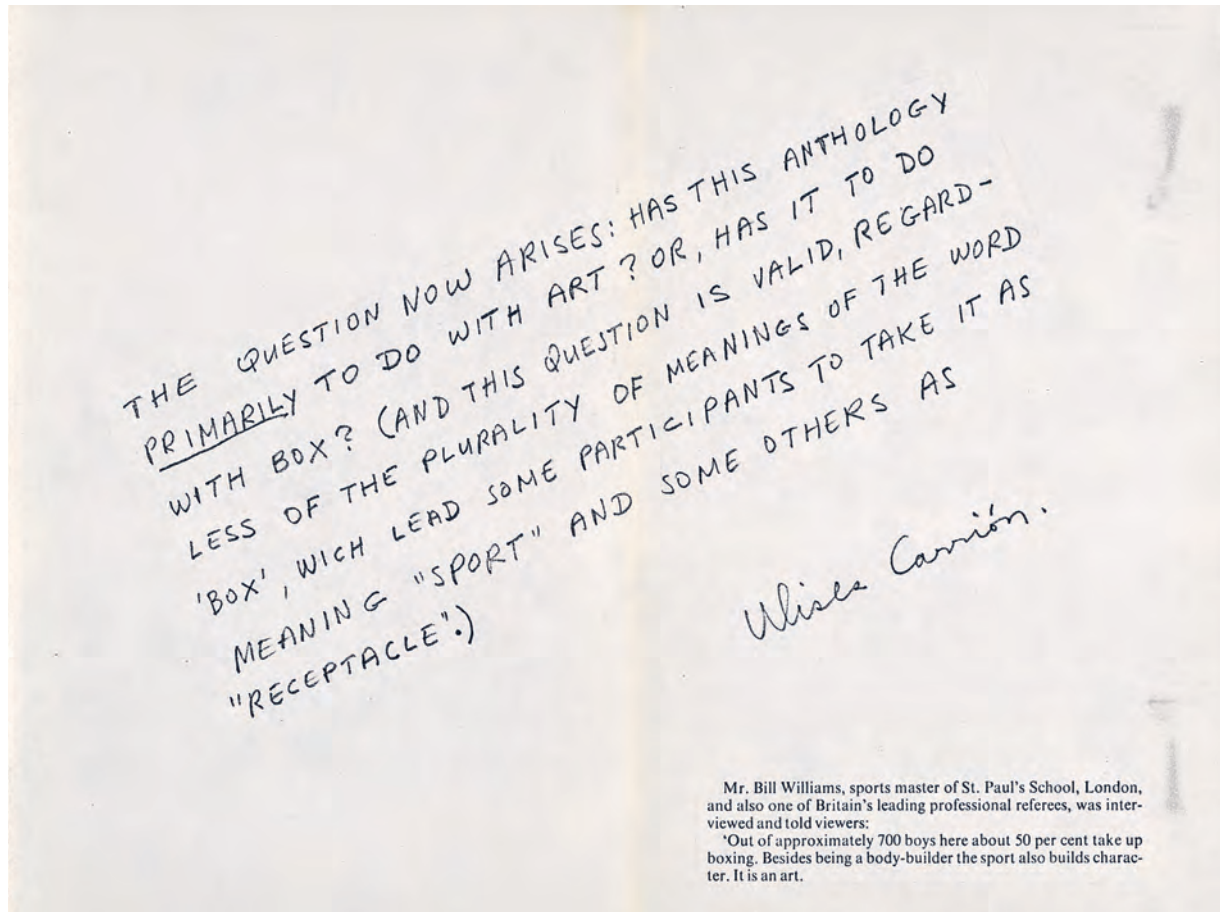 THE QUESTION NOW ARISES: HAS THIS ANTHOLOGY
PRIMARILY TO DO WITH ART? OR, HAS IT TO DO
WITH BOX? (AND THIS QUESTION IS VALID, REGARD-
LESS OF THE PLURALITY OF MEANINGS OF THE WORD
'BOX', WICH LEAD SOME PARTICIPANTS TO TAKE IT AS
MEANING "SPORT" AND SOME OTHERS AS
"RECEPTACLE".)
Ulises Carrión.
Mr. Bill Williams, sports master of St. Paul's School, London,
and also one of Britain's leading professional referees, was inter-
viewed and told viewers:
'Out of approximately 700 boys here about 50 per cent take up
boxing. Besides being a body-builder the sport also builds charac-
ter. It is an art.